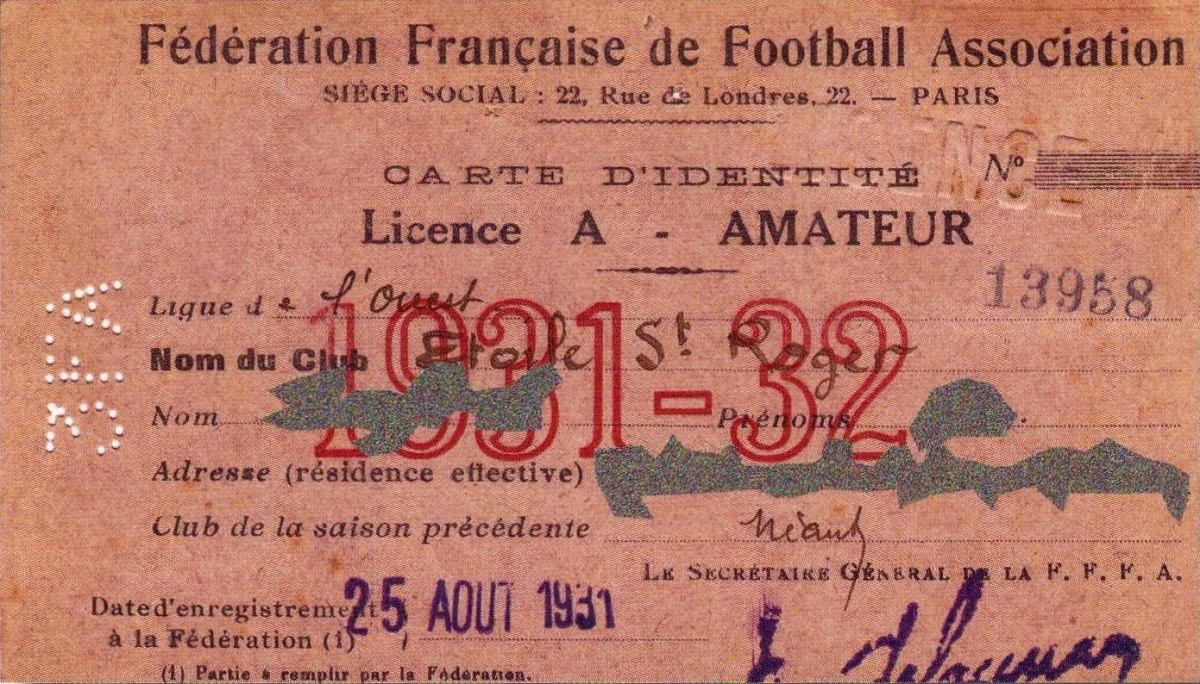 Fédération Française de Football Association
SIÈGE SOCIAL : 22, Rue de Londres, 22. — PARIS
CARTE D'IDENTITÉ N°
Licence A - AMATEUR
13958
Ligue de l'Ouest
1931-32
Nom du Club Etoile St Roger
Nom Prénoms
Adresse (résidence effective)
Club de la saison précédente Néant
LE SECRÉTAIRE GÉNÉRAL DE LA F. F. F. A.
Date d'enregistrement 25 AOUT 1931
à la Fédération (1)
(1) Partie à remplir par la Fédération.